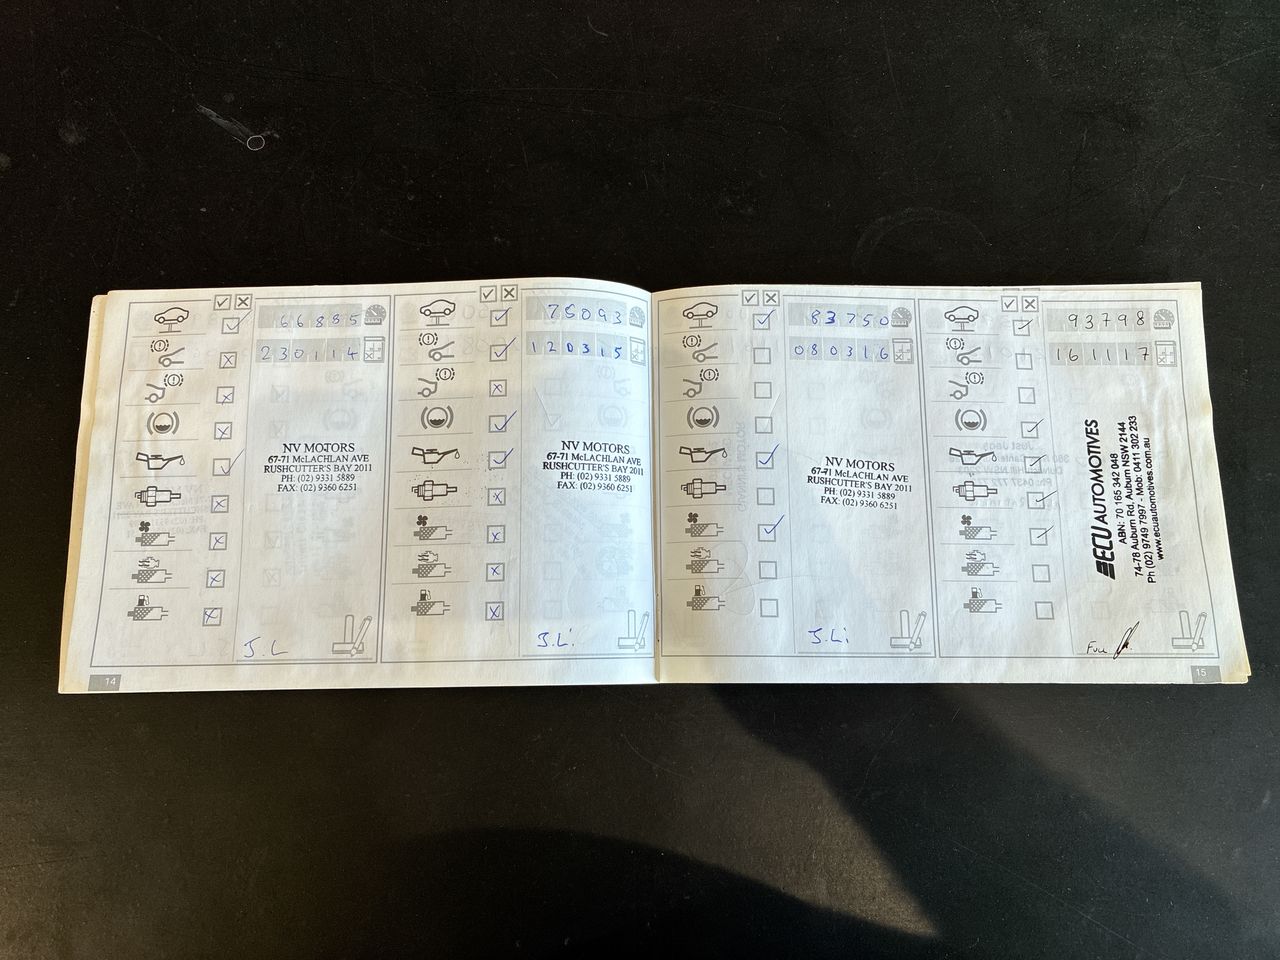 66885
230114
NV MOTORS
67-71 McLACHLAN AVE
RUSHCUTTER'S BAY 2011
PH: (02) 9331 5889
FAX: (02) 9360 6251
J.L
14
75093
120315
NV MOTORS
67-71 McLACHLAN AVE
RUSHCUTTER'S BAY 2011
PH: (02) 9331 5889
FAX: (02) 9360 6251
J.Li.
83750
080316
NV MOTORS
67-71 McLACHLAN AVE
RUSHCUTTER'S BAY 2011
PH: (02) 9331 5889
FAX: (02) 9360 6251
J.Li
93798
161117
ECU AUTOMOTIVES
ABN: 70 165 342 048
74-78 Auburn Rd, Auburn NSW 2144
Ph (02) 9749 7997 - Mob: 0411 302 233
www.ecuautomotives.com.au
Full
15